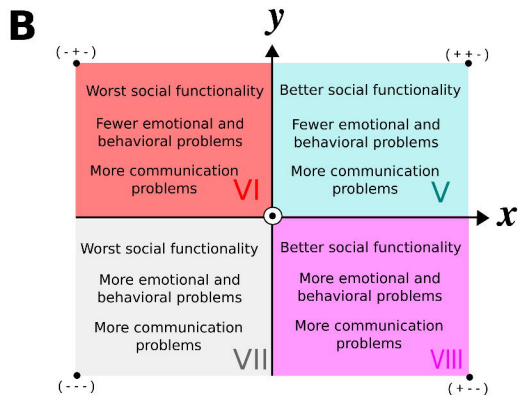 B
y
(-+-)
(++-)
Worst social functionality
Fewer emotional and
behavioral problems
More communication
problems
VI
Better social functionality
Fewer emotional and
behavioral problems
More communication
problems
V
x
Worst social functionality
More emotional and
behavioral problems
More communication
problems
VII
Better social functionality
More emotional and
behavioral problems
More communication
problems
VIII
(---)
(+--)